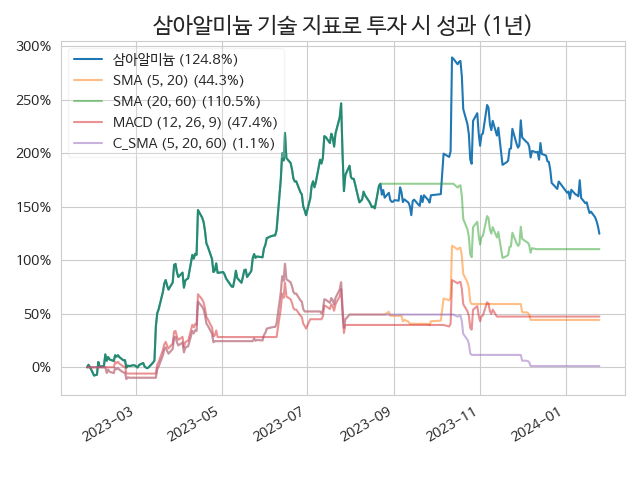 삼아알미늄 기술 지표로 투자 시 성과 (1년)
300%
250%
200%
150%
100%
50%
0%
삼아알미늄 (124.8%)
SMA (5, 20) (44.3%)
SMA (20, 60) (110.5%)
MACD (12, 26, 9) (47.4%)
C_SMA (5, 20, 60) (1.1%)
2023-03
2023-05
2023-07
2023-09
2023-11
2024-01